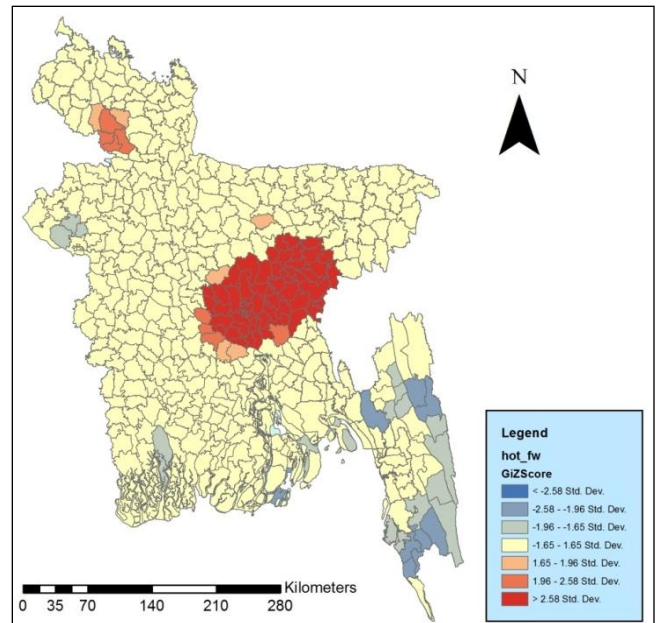 N
Legend
hot_fw
GiZScore
< -2.58 Std. Dev.
-2.58 - -1.96 Std. Dev.
-1.96 - -1.65 Std. Dev.
-1.65 - 1.65 Std. Dev.
1.65 - 1.96 Std. Dev.
1.96 - 2.58 Std. Dev.
> 2.58 Std. Dev.
Kilometers
0 35 70 140 210 280